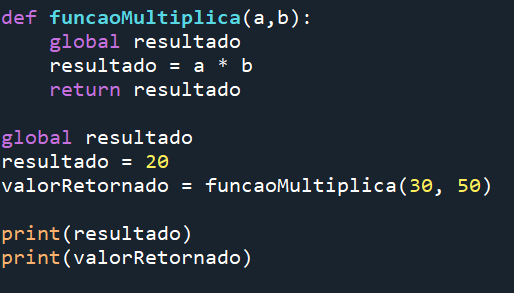 def funcaoMultiplica(a,b):
    global resultado
    resultado = a * b
    return resultado
global resultado
resultado = 20
valorRetornado = funcaoMultiplica(30, 50)
print(resultado)
print(valorRetornado)